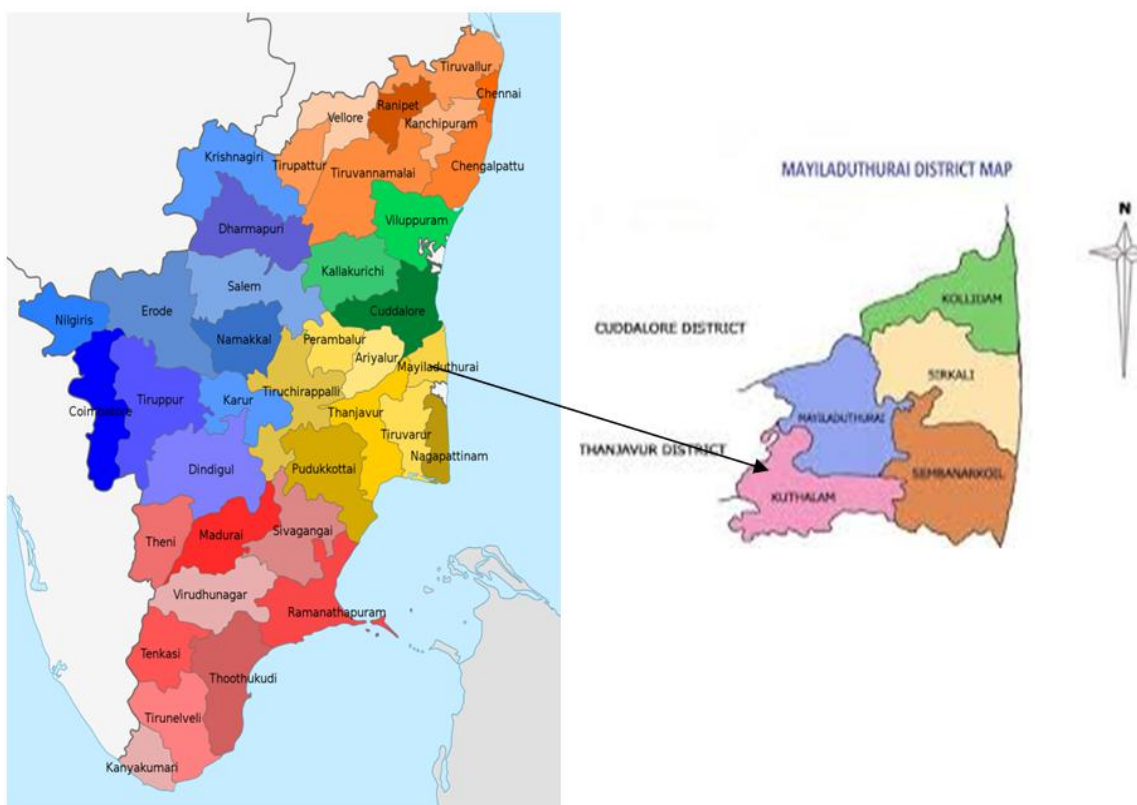 Tiruvallur
Chennai
Ranipet
Vellore
Kanchipuram
Krishnagiri
Tirupattur
Chengalpattu
Tiruvannamalai
Viluppuram
Dharmapuri
Kallakurichi
Salem
Erode
Cuddalore
Nilgiris
Namakkal
Perambalur
Ariyalur
Mayiladuthurai
Tiruchirappalli
Coimbatore
Tiruppur
Karur
Thanjavur
Tiruvarur
Nagapattinam
Dindigul
Pudukkottai
Sivagangai
Madurai
Theni
Virudhunagar
Ramanathapuram
Tenkasi
Thoothukudi
Tirunelveli
Kanyakumari
MAYILADUTHURAI DISTRICT MAP
N
KOLLIDAM
CUDDALORE DISTRICT
SIRKALI
MAYILADUTHURAI
THANJAVUR DISTRICT
SEMBANARKOIL
KUTHALAM